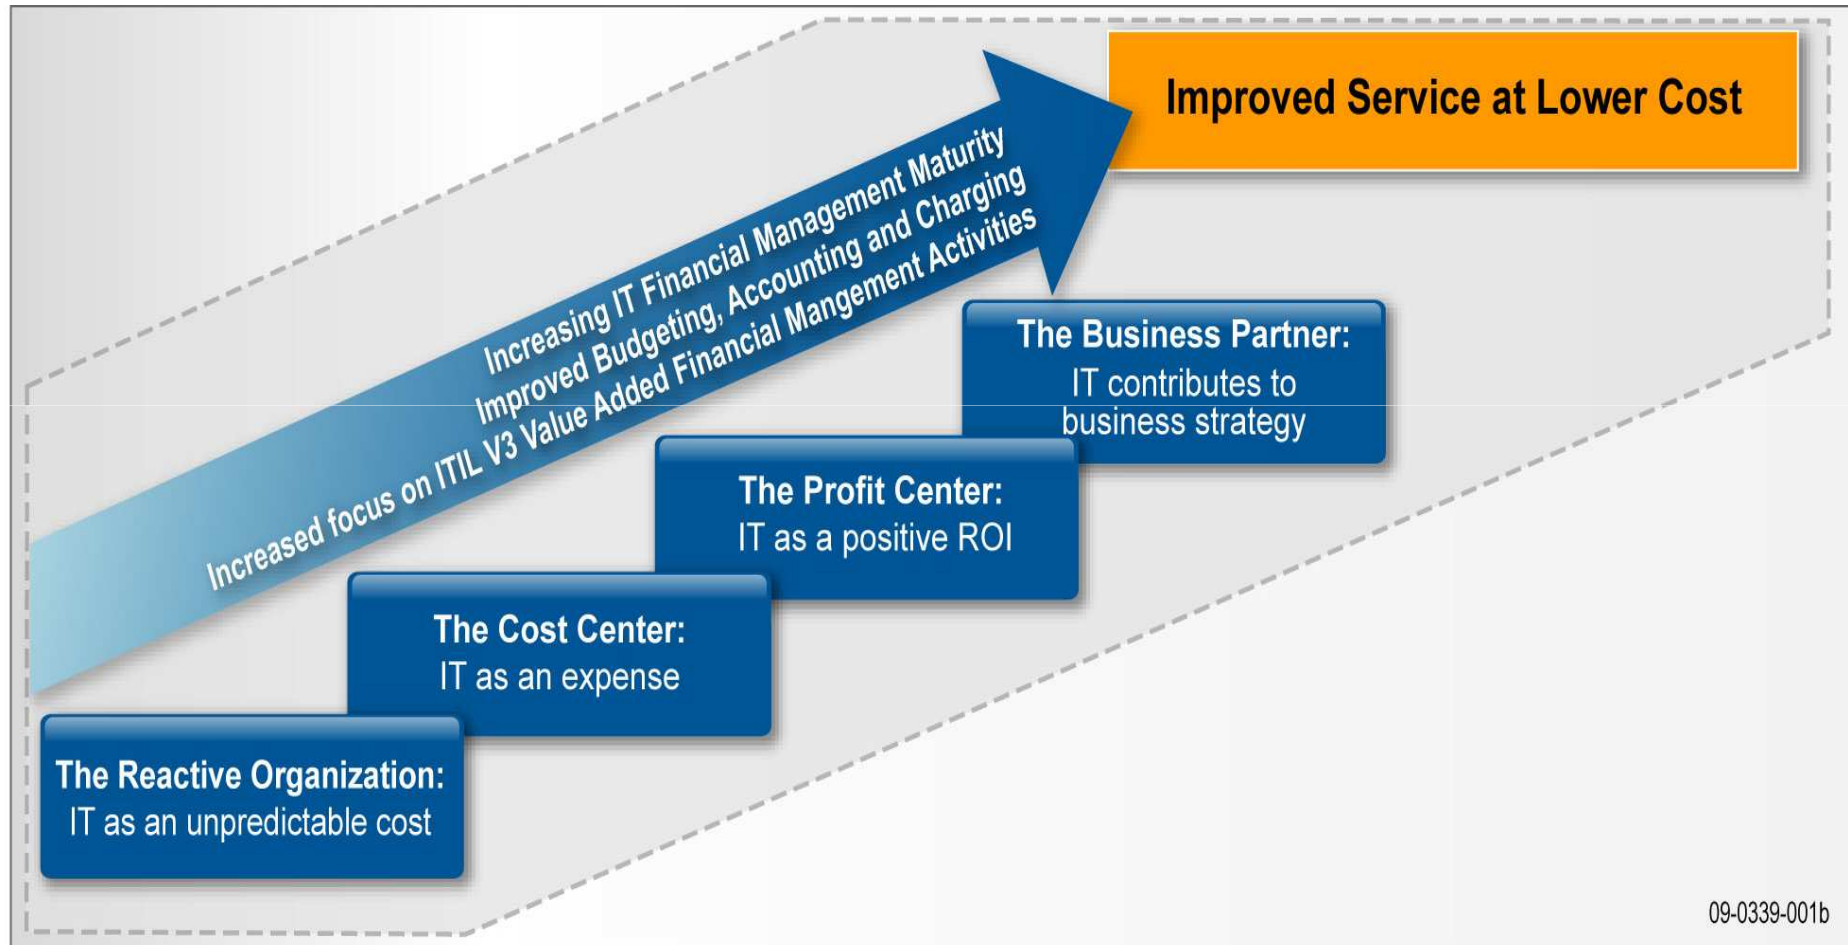 Improved Service at Lower Cost
Increasing IT Financial Management Maturity
Improved Budgeting, Accounting and Charging
Increased focus on ITIL V3 Value Added Financial Mangement Activities
The Business Partner:
IT contributes to
business strategy
The Profit Center:
IT as a positive ROI
The Cost Center:
IT as an expense
The Reactive Organization:
IT as an unpredictable cost
09-0339-001b